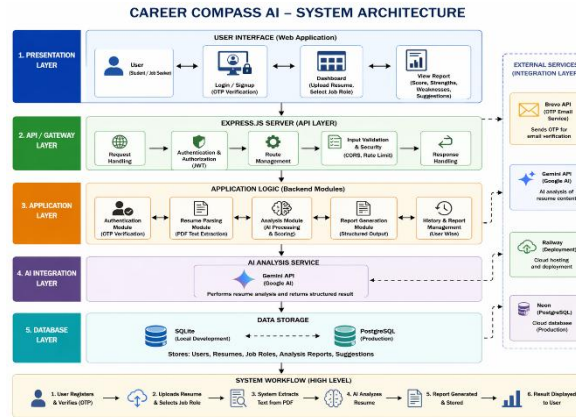 CAREER COMPASS AI – SYSTEM ARCHITECTURE
1. PRESENTATION
LAYER
USER INTERFACE (Web Application)
User
(Student / Job Seeker)
Login / Signup
(OTP Verification)
Dashboard
(Upload Resume,
Select Job Role)
View Report
(Score, Strengths,
Weaknesses,
Suggestions)
2. API /
GATEWAY
LAYER
EXPRESS.JS SERVER (API LAYER)
Request
Handling
Authentication &
Authorization
(JWT)
Route
Management
Input Validation
& Security
(CORS, Rate Limit)
Response
Handling
3. APPLICATION
LAYER
APPLICATION LOGIC (Backend Modules)
Authentication
Module
(OTP Verification)
Resume Parsing
Module
(PDF Text Extraction)
Analysis Module
(AI Processing
& Scoring)
Report Generation
Module
(Structured Output)
History & Report
Management
(User Wise)
4. AI INTEGRATION
LAYER
AI ANALYSIS SERVICE
Gemini API
(Google AI)
Performs resume analysis and returns structured result
5. DATABASE
LAYER
DATA STORAGE
SQLite
(Local Development)
PostgreSQL
(Production)
Stores: Users, Resumes, Job Roles, Analysis Reports, Suggestions
EXTERNAL SERVICES
(INTEGRATION LAYER)
Brevo API
(OTP Email
Service)
Sends OTP for
email verification
Gemini API
(Google AI)
AI analysis of
resume content
Railway
(Deployment)
Cloud hosting
and deployment
Neon
(PostgreSQL)
Cloud database
(Production)
SYSTEM WORKFLOW (HIGH LEVEL)
1. User Registers
& Verifies (OTP)
2. Uploads Resume
& Selects Job Role
3. System Extracts
Text from PDF
4. AI Analyzes
Resume
5. Report Generated
& Stored
6. Result Displayed
to User